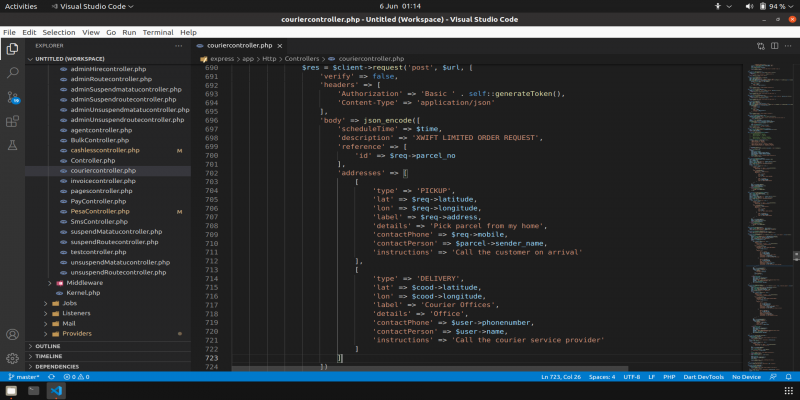 Activities
Visual Studio Code
6 Jun 01:14
94 %
couriercontroller.php - Untitled (Workspace) - Visual Studio Code
File Edit Selection View Go Run Terminal Help
EXPLORER
UNTITLED (WORKSPACE)
adminHirecontroller.php
adminRoutecontroller.php
adminSuspendmatatucontroller.php
adminSuspendroutecontroller.php
adminUnsuspendmatatucontroller.php
adminUnsuspendroutecontroller.php
agentcontroller.php
BulkController.php
cashlesscontroller.php M
Controller.php
couriercontroller.php
invoicecontroller.php
pagescontroller.php
PayController.php
PesaController.php M
SmsController.php
suspendMatatucontroller.php
suspendRoutecontroller.php
testcontroller.php
unsuspendMatatucontroller.php
unsuspendRoutecontroller.php
Middleware
Kernel.php
Jobs
Listeners
Mail
Providers
OUTLINE
TIMELINE
DEPENDENCIES
couriercontroller.php
express > app > Http > Controllers > couriercontroller.php
690 $res = $client->request('post', $url, [
691 'verify' => false,
692 'headers' => [
693 'Authorization' => 'Basic ' . self::generateToken(),
694 'Content-Type' => 'application/json'
695 ],
696 'body' => json_encode([
697 'scheduleTime' => $time,
698 'description' => 'XWIFT LIMITED ORDER REQUEST',
699 'reference' => [
700 'id' => $req->parcel_no
701 ],
702 'addresses' => [
703 [
704 'type' => 'PICKUP',
705 'lat' => $req->latitude,
706 'lon' => $req->longitude,
707 'label' => $req->address,
708 'details' => 'Pick parcel from my home',
709 'contactPhone' => $req->mobile,
710 'contactPerson' => $parcel->sender_name,
711 'instructions' => 'Call the customer on arrival'
712 ],
713 [
714 'type' => 'DELIVERY',
715 'lat' => $cood->latitude,
716 'lon' => $cood->longitude,
717 'label' => 'Courier Offices',
718 'details' => 'Office',
719 'contactPhone' => $user->phonenumber,
720 'contactPerson' => $user->name,
721 'instructions' => 'Call the courier service provider'
722 ]
723 ]
724 ])
master* 0 0 Ln 723, Col 26 Spaces: 4 UTF-8 LF PHP Dart DevTools No Device